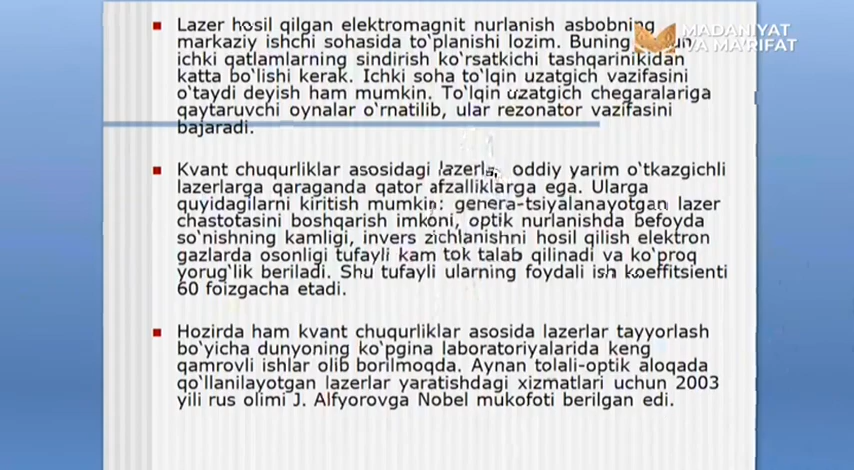 Lazer hosil qilgan elektromagnit nurlanish asbobning
markaziy ishchi sohasida to‘planishi lozim. Buning
ichki qatlamlarning sindirish ko‘rsatkichi tashqarinikidan
katta bo‘lishi kerak. Ichki soha to‘lqin uzatgich vazifasini
o‘taydi deyish ham mumkin. To‘lqin uzatgich chegaralariga
qaytaruvchi oynalar o‘rnatilib, ular rezonator vazifasini
bajaradi.
Kvant chuqurliklar asosidagi oddiy yarim o‘tkazgichli
lazerlarga qaraganda qator afzalliklarga ega. Ularga
quyidagilarni kiritish mumkin: genera-tsiyalanayotgan lazer
chastotasini boshqarish imkoni, optik nurlanishda befoyda
so‘nishning kamligi, invers zichlanishni hosil qilish elektron
gazlarda osonligi tufayli kam tok talab qilinadi va ko‘proq
yorug‘lik beriladi. Shu tufayli ularning foydali ish koeffitsienti
60 foizgacha etadi.
Hozirda ham kvant chuqurliklar asosida lazerlar tayyorlash
bo‘yicha dunyoning ko‘pgina laboratoriyalarida keng
qamrovli ishlar olib borilmoqda. Aynan tolali-optik aloqada
qo‘llanilayotgan lazerlar yaratishdagi xizmatlari uchun 2003
yili rus olimi J. Alfyorovga Nobel mukofoti berilgan edi.
MADANIYAT
VA MA'RIFAT